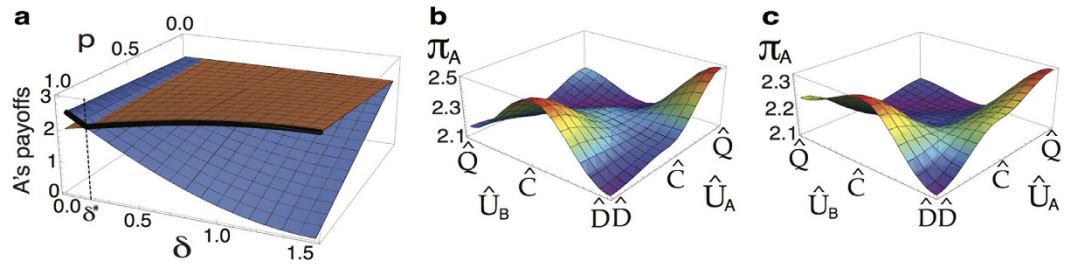 a
p
0.0
0.5
1.0
A's payoffs
3
2
1
0
0.0
δ*
0.5
1.0
1.5
δ
b
π_A
2.5
2.3
2.1
Q̂
Ĉ
Û_B
D̂D̂
Ĉ
Q̂
Û_A
c
π_A
2.3
2.2
2.1
Q̂
Ĉ
Û_B
D̂D̂
Ĉ
Q̂
Û_A